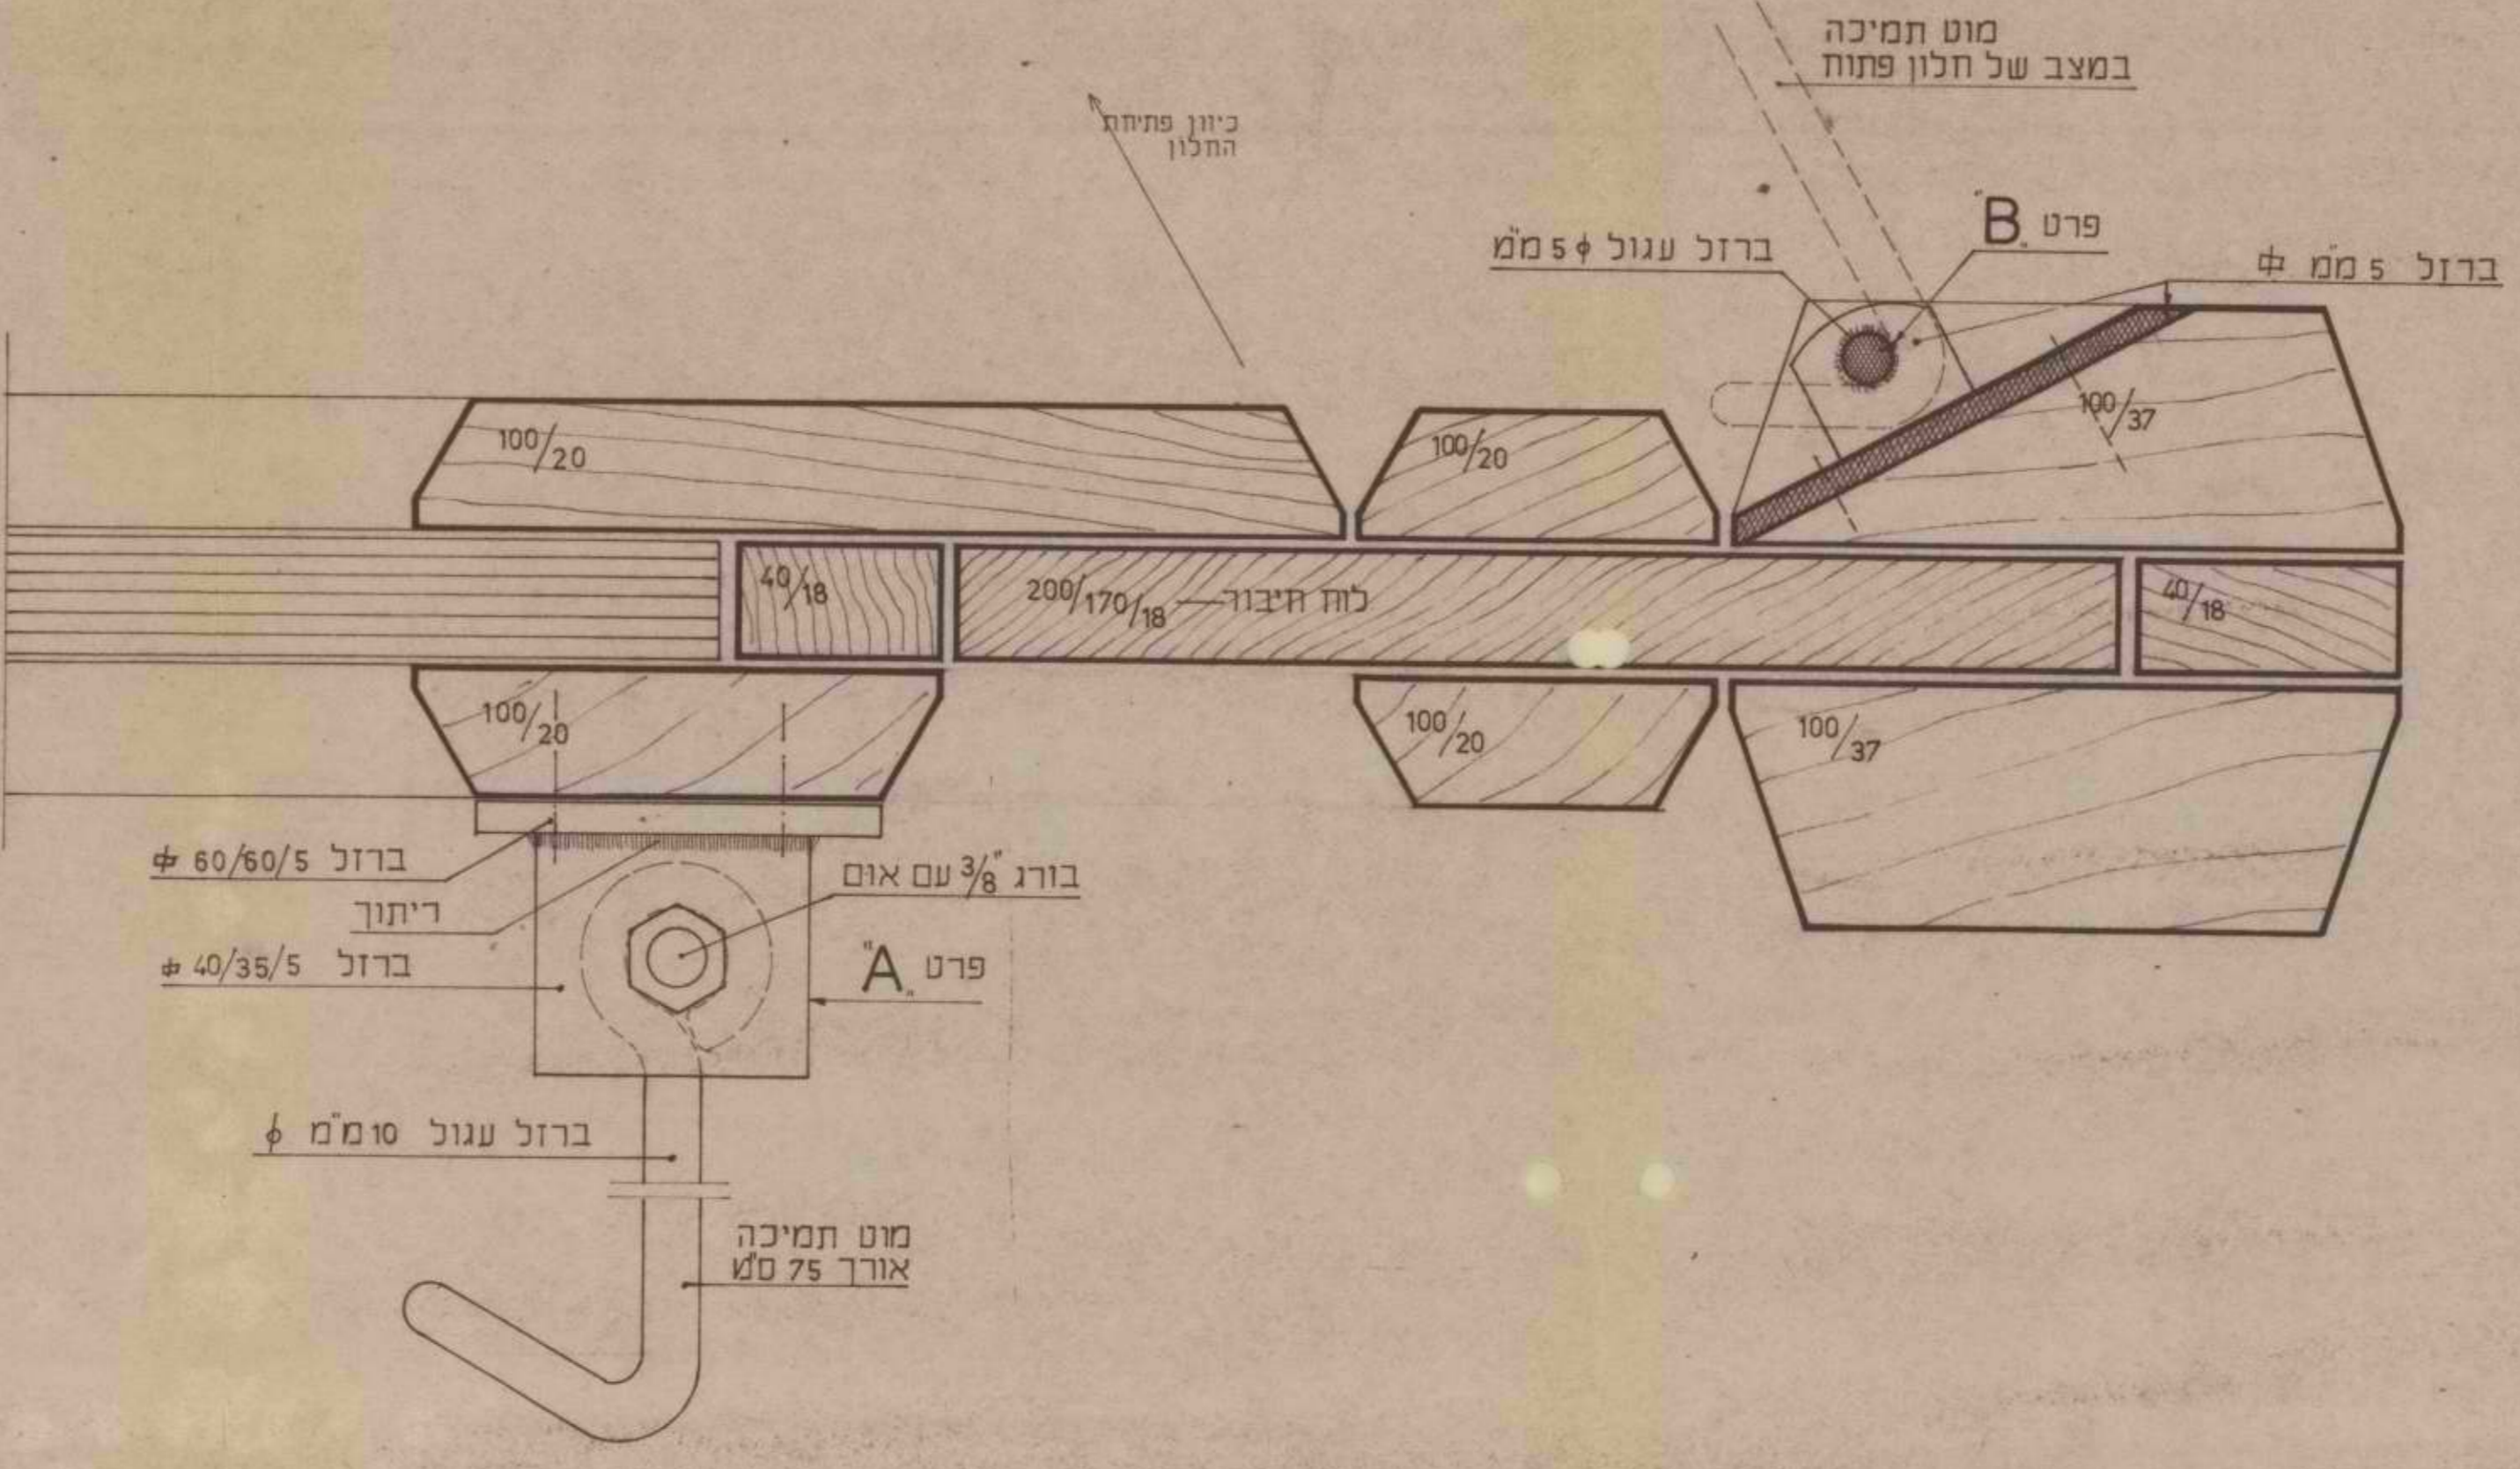 מוט תמיכה
במצב של חלון פתוח
כיוון פתיחת
החלון
פרט „B"
ברזל עגול ϕ 5 מ"מ
ברזל 5 מ"מ ⌽
100/37
100/20
100/20
40/18
לוח חיבור — 200/170/18
40/18
100/20
100/20
100/37
ברזל 60/60/5 ⌽
ריתוך
ברזל 40/35/5 ⌽
בורג 3/8" עם אום
פרט „A"
ברזל עגול 10 מ"מ ϕ
מוט תמיכה
אורך 75 ס"מ